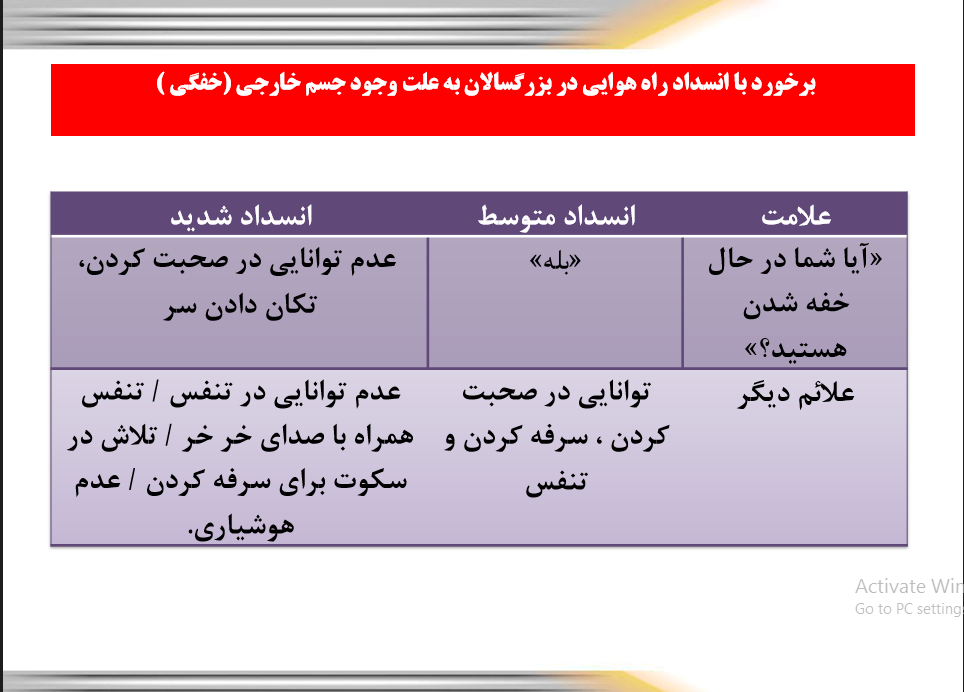 برخورد با انسداد راه هوایی در بزرگسالان به علت وجود جسم خارجی (خفگی )
علامت
انسداد متوسط
انسداد شدید
«آیا شما در حال
خفه شدن
هستید؟»
«بله»
عدم توانایی در صحبت کردن،
تکان دادن سر
علائم دیگر
توانایی در صحبت
کردن ، سرفه کردن و
تنفس
عدم توانایی در تنفس / تنفس
همراه با صدای خر خر / تلاش در
سکوت برای سرفه کردن / عدم
هوشیاری.
Activate Win
Go to PC setting